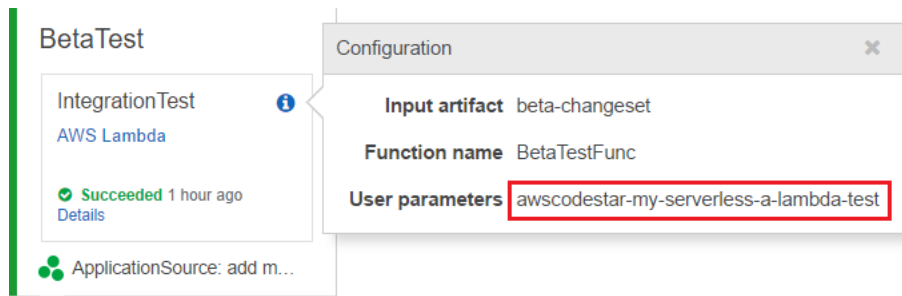 BetaTest
IntegrationTest
AWS Lambda
Succeeded 1 hour ago
Details
ApplicationSource: add m...
Configuration
Input artifact beta-changeset
Function name BetaTestFunc
User parameters awscodestar-my-serverless-a-lambda-test